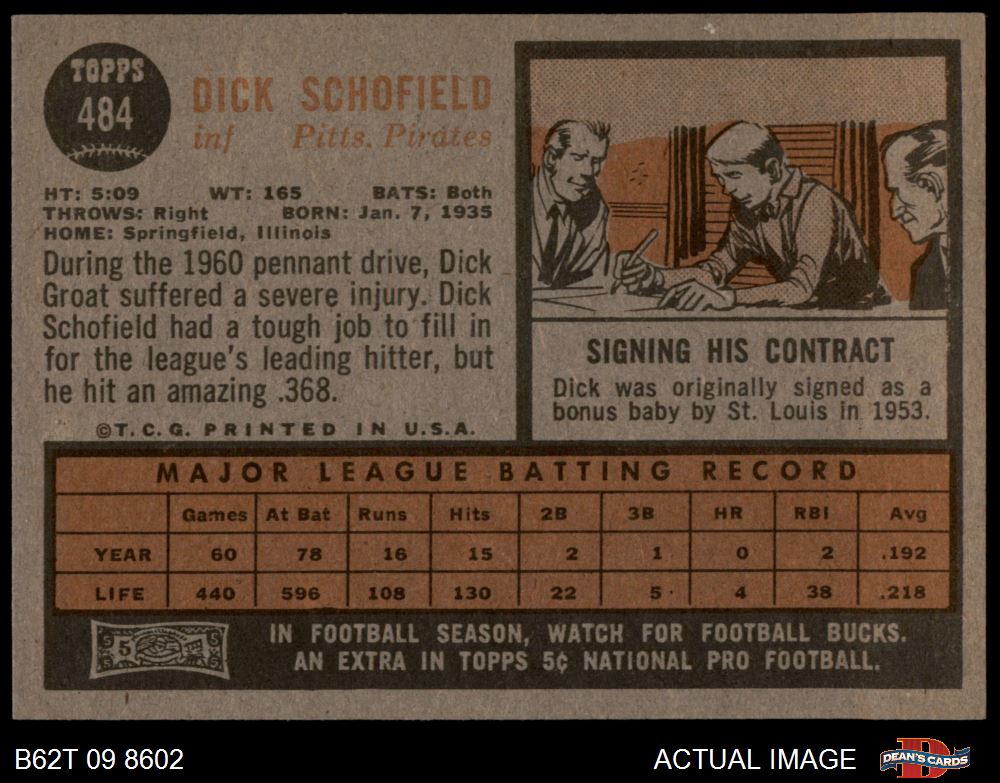 TOPPS
484
DICK SCHOFIELD
inf Pitts. Pirates
HT: 5:09 WT: 165 BATS: Both
THROWS: Right BORN: Jan. 7, 1935
HOME: Springfield, Illinois
During the 1960 pennant drive, Dick
Groat suffered a severe injury. Dick
Schofield had a tough job to fill in
for the league's leading hitter, but
he hit an amazing .368.
©T.C.G. PRINTED IN U.S.A.
SIGNING HIS CONTRACT
Dick was originally signed as a
bonus baby by St. Louis in 1953.
MAJOR LEAGUE BATTING RECORD
Games At Bat Runs Hits 2B 3B HR RBI Avg
YEAR 60 78 16 15 2 1 0 2 .192
LIFE 440 596 108 130 22 5 4 38 .218
5
IN FOOTBALL SEASON, WATCH FOR FOOTBALL BUCKS.
AN EXTRA IN TOPPS 5¢ NATIONAL PRO FOOTBALL.
B62T 09 8602 ACTUAL IMAGE DEAN'S CARDS